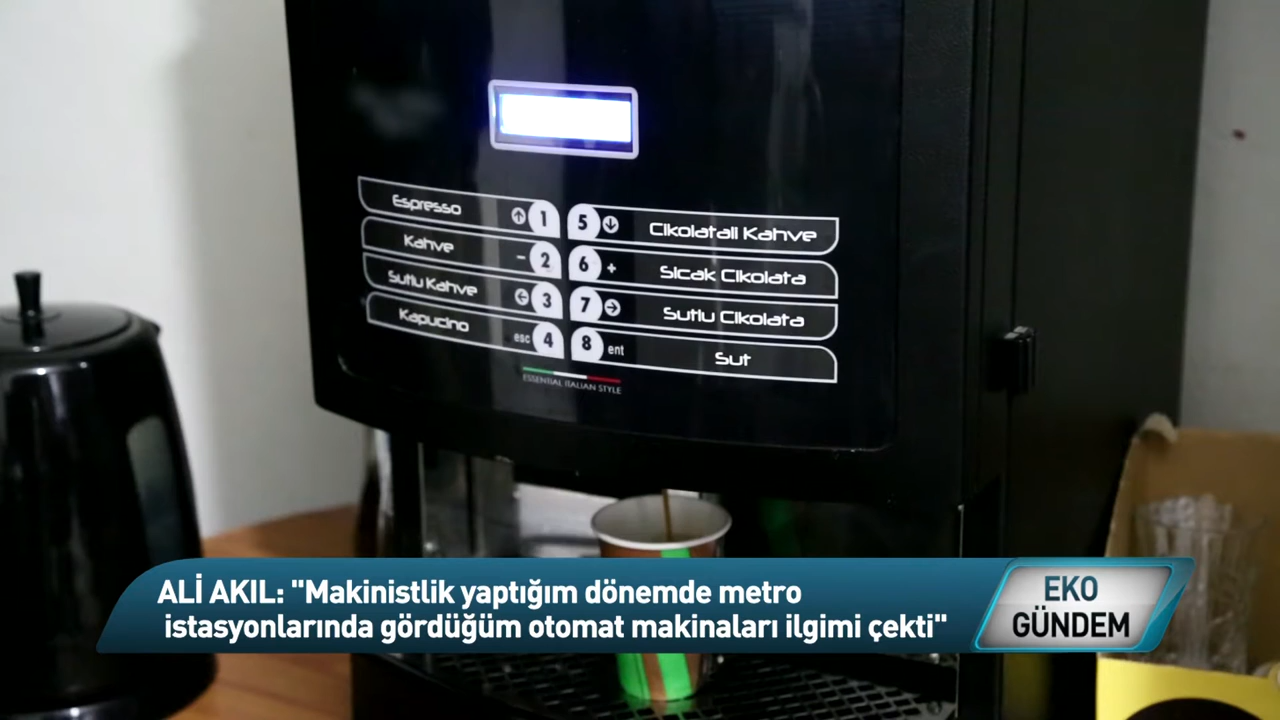 Espresso 1
Kahve - 2
Sutlu Kahve 3
Kapucino esc 4
5 Cikolatali Kahve
6 + Sicak Cikolata
7 Sutlu Cikolata
8 ent Sut
ESSENTIAL ITALIAN STYLE
ALİ AKIL: "Makinistlik yaptığım dönemde metro
istasyonlarında gördüğüm otomat makinaları ilgimi çekti"
EKO
GÜNDEM